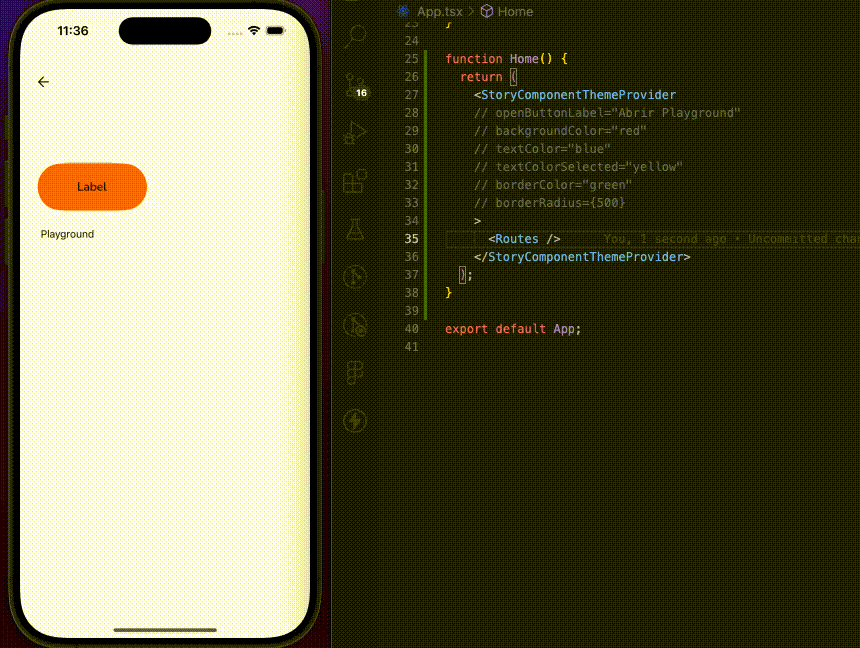 11:36
Label
Playground
App.tsx > Home
16
23 }
24
25 function Home() {
26 return (
27 <StoryComponentThemeProvider
28 // openButtonLabel="Abrir Playground"
29 // backgroundColor="red"
30 // textColor="blue"
31 // textColorSelected="yellow"
32 // borderColor="green"
33 // borderRadius={500}
34 >
35 <Routes /> You, 1 second ago • Uncommitted cha
36 </StoryComponentThemeProvider>
37 );
38 }
39
40 export default App;
41